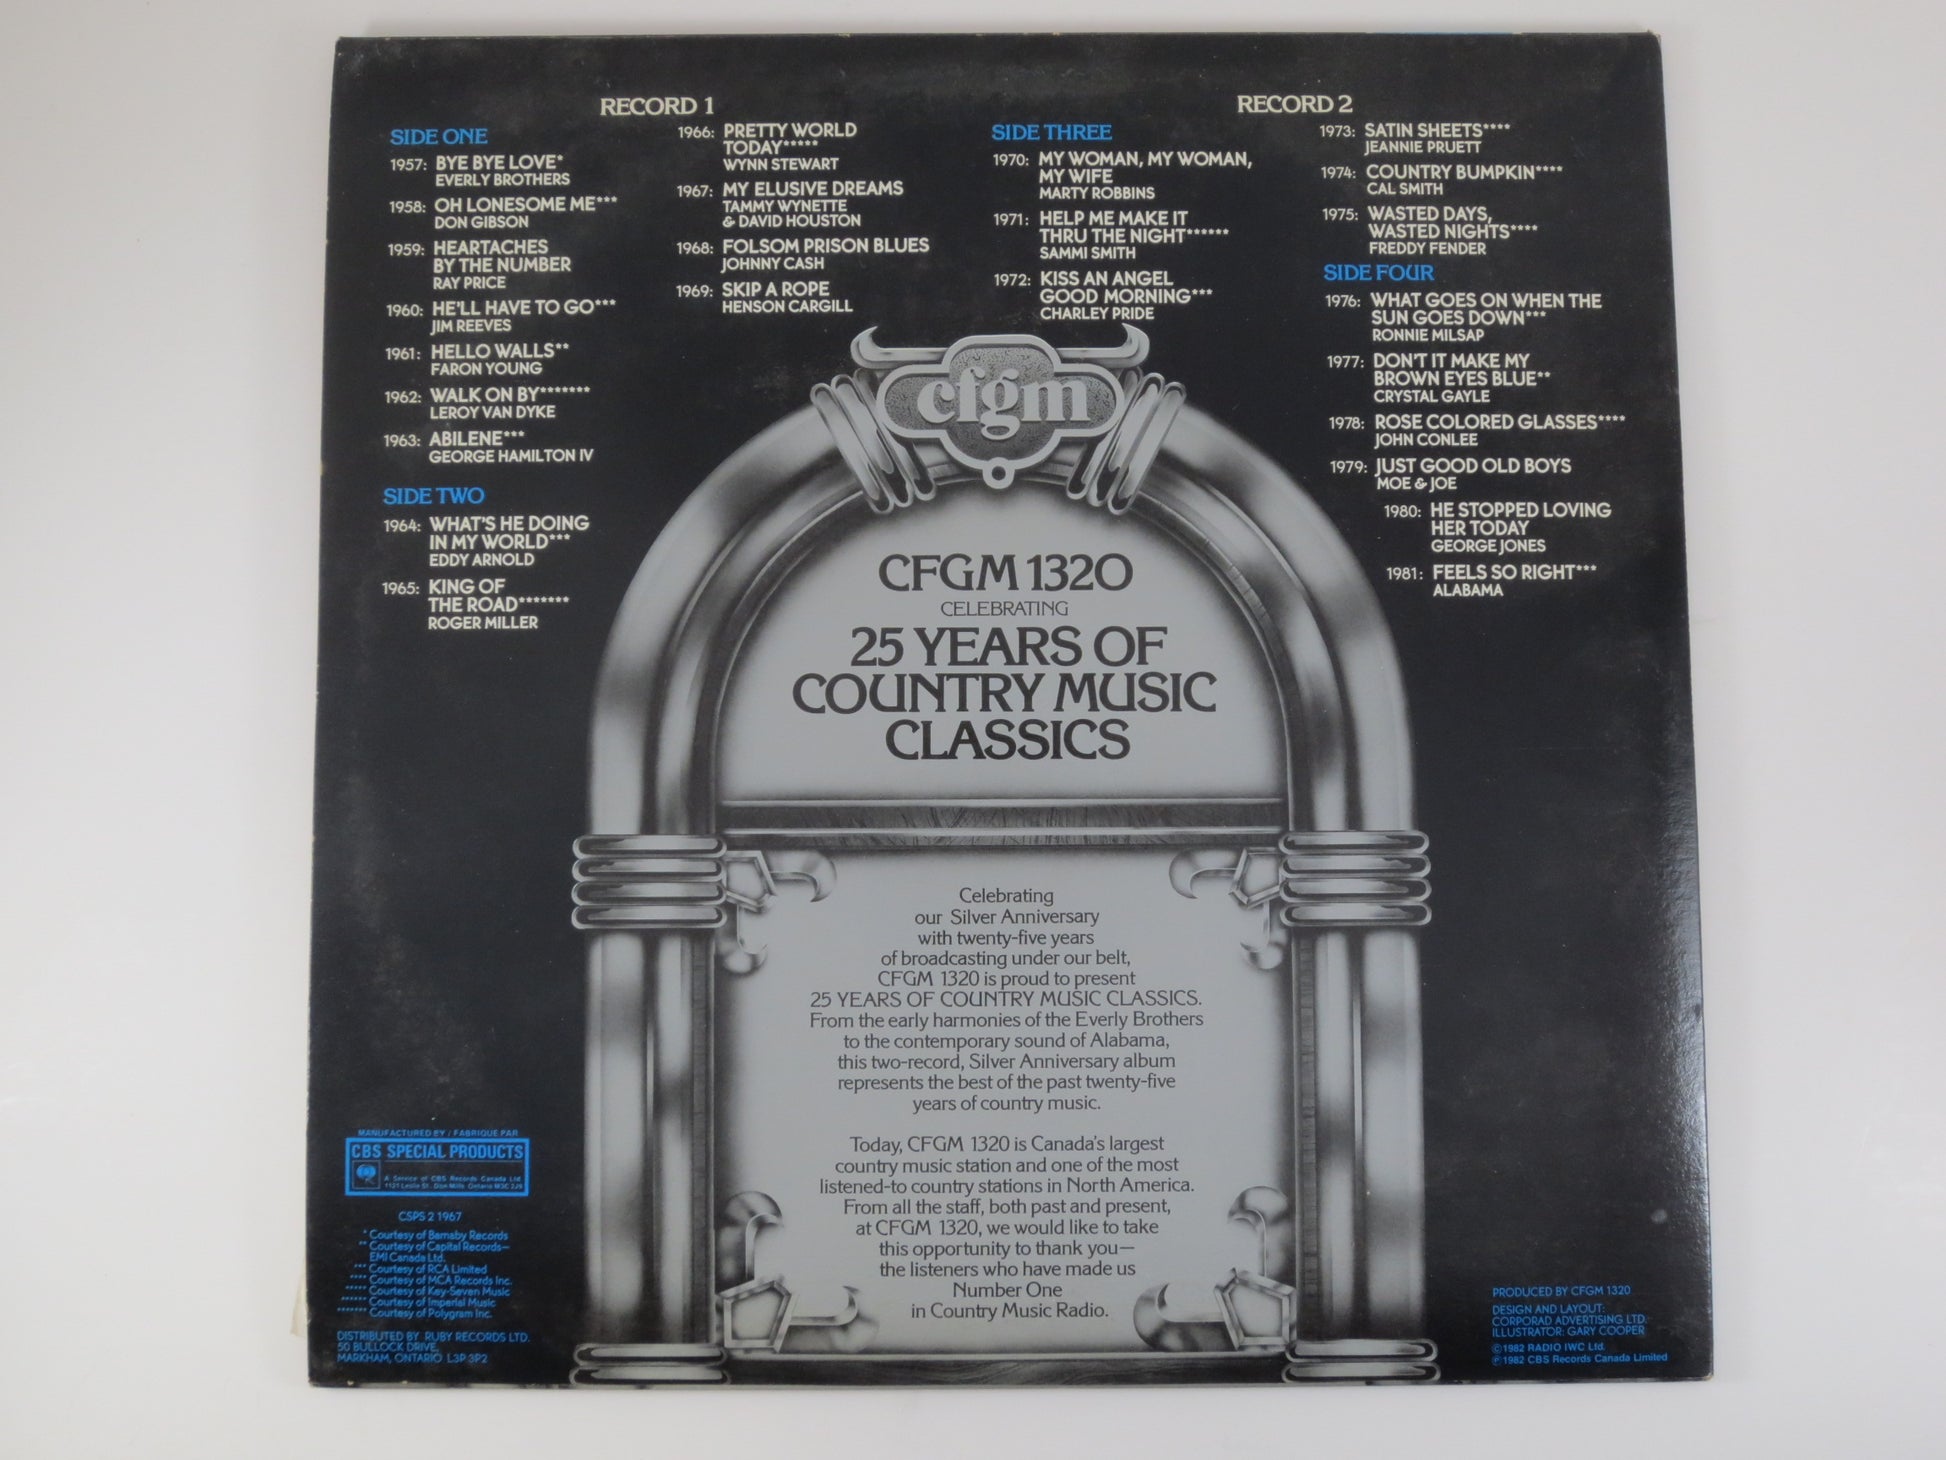 RECORD 1
SIDE ONE
1957: BYE BYE LOVE*
EVERLY BROTHERS
1958: OH LONESOME ME***
DON GIBSON
1959: HEARTACHES
BY THE NUMBER
RAY PRICE
1960: HE'LL HAVE TO GO***
JIM REEVES
1961: HELLO WALLS**
FARON YOUNG
1962: WALK ON BY*******
LEROY VAN DYKE
1963: ABILENE***
GEORGE HAMILTON IV
SIDE TWO
1964: WHAT'S HE DOING
IN MY WORLD***
EDDY ARNOLD
1965: KING OF
THE ROAD*******
ROGER MILLER
1966: PRETTY WORLD
TODAY*****
WYNN STEWART
1967: MY ELUSIVE DREAMS
TAMMY WYNETTE
& DAVID HOUSTON
1968: FOLSOM PRISON BLUES
JOHNNY CASH
1969: SKIP A ROPE
HENSON CARGILL
RECORD 2
SIDE THREE
1970: MY WOMAN, MY WOMAN,
MY WIFE
MARTY ROBBINS
1971: HELP ME MAKE IT
THRU THE NIGHT******
SAMMI SMITH
1972: KISS AN ANGEL
GOOD MORNING***
CHARLEY PRIDE
1973: SATIN SHEETS****
JEANNIE PRUETT
1974: COUNTRY BUMPKIN****
CAL SMITH
1975: WASTED DAYS,
WASTED NIGHTS****
FREDDY FENDER
SIDE FOUR
1976: WHAT GOES ON WHEN THE
SUN GOES DOWN***
RONNIE MILSAP
1977: DON'T IT MAKE MY
BROWN EYES BLUE**
CRYSTAL GAYLE
1978: ROSE COLORED GLASSES****
JOHN CONLEE
1979: JUST GOOD OLD BOYS
MOE & JOE
1980: HE STOPPED LOVING
HER TODAY
GEORGE JONES
1981: FEELS SO RIGHT***
ALABAMA
cfgm
CFGM 1320
CELEBRATING
25 YEARS OF
COUNTRY MUSIC
CLASSICS
Celebrating
our Silver Anniversary
with twenty-five years
of broadcasting under our belt,
CFGM 1320 is proud to present
25 YEARS OF COUNTRY MUSIC CLASSICS.
From the early harmonies of the Everly Brothers
to the contemporary sound of Alabama,
this two-record, Silver Anniversary album
represents the best of the past twenty-five
years of country music.
Today, CFGM 1320 is Canada's largest
country music station and one of the most
listened-to country stations in North America.
From all the staff, both past and present,
at CFGM 1320, we would like to take
this opportunity to thank you—
the listeners who have made us
Number One
in Country Music Radio.
MANUFACTURED BY / FABRIQUE PAR
CBS SPECIAL PRODUCTS
A Service of CBS Records Canada Ltd.
1121 Leslie St. Don Mills Ontario M3C 2J9
CSPS 2 1967
* Courtesy of Barnaby Records
** Courtesy of Capital Records—
EMI Canada Ltd.
*** Courtesy of RCA Limited
**** Courtesy of MCA Records Inc.
***** Courtesy of Kay-Seven Music
****** Courtesy of Imperial Music
******* Courtesy of Polygram Inc.
DISTRIBUTED BY RUBY RECORDS LTD.
50 BULLOCK DRIVE,
MARKHAM, ONTARIO L3P 3P2
PRODUCED BY CFGM 1320
DESIGN AND LAYOUT:
CORPORAD ADVERTISING LTD.
ILLUSTRATOR: GARY COOPER
©1982 RADIO IWC Ltd.
℗1982 CBS Records Canada Limited